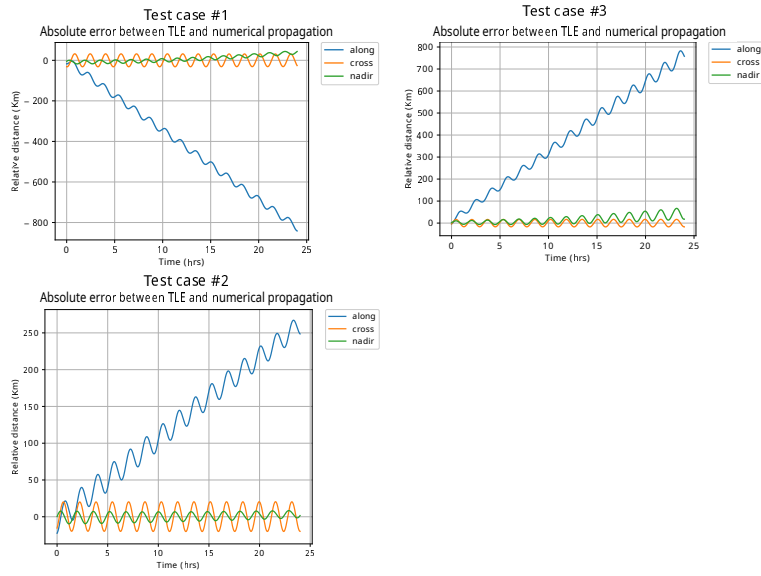 Test case #1
Absolute error between TLE and numerical propagation
along
cross
nadir
0
− 200
− 400
− 600
− 800
Relative distance (Km)
0
5
10
15
20
25
Time (hrs)
Test case #3
Absolute error between TLE and numerical propagation
along
cross
nadir
800
700
600
500
400
300
200
100
0
Relative distance (Km)
0
5
10
15
20
25
Time (hrs)
Test case #2
Absolute error between TLE and numerical propagation
along
cross
nadir
250
200
150
100
50
0
Relative distance (Km)
0
5
10
15
20
25
Time (hrs)